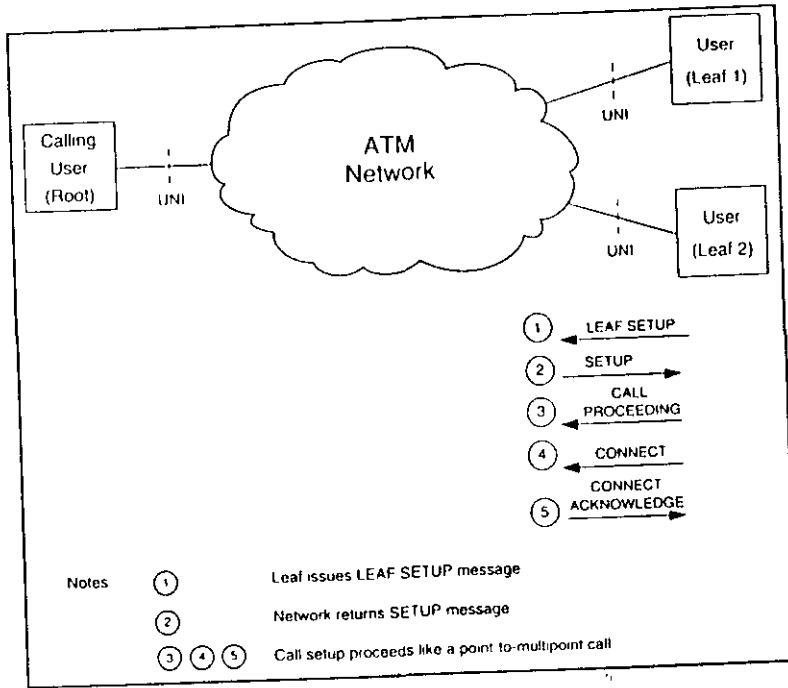 Calling
User
(Root)
UNI
ATM
Network
UNI
User
(Leaf 1)
UNI
User
(Leaf 2)
1 LEAF SETUP
2 SETUP
3 CALL
PROCEEDING
4 CONNECT
5 CONNECT
ACKNOWLEDGE
Notes 1 Leaf issues LEAF SETUP message
2 Network returns SETUP message
3 4 5 Call setup proceeds like a point to-multipoint call